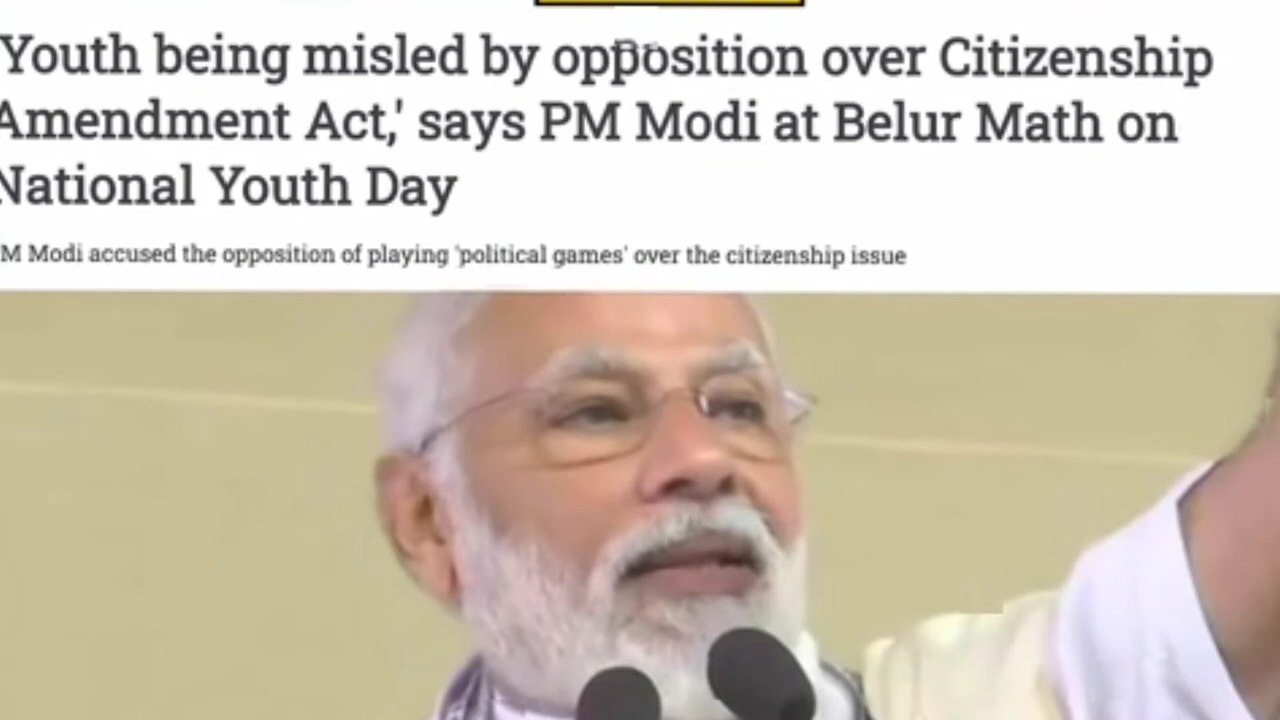 Youth being misled by opposition over Citizenship
Amendment Act,' says PM Modi at Belur Math on
National Youth Day
M Modi accused the opposition of playing 'political games' over the citizenship issue